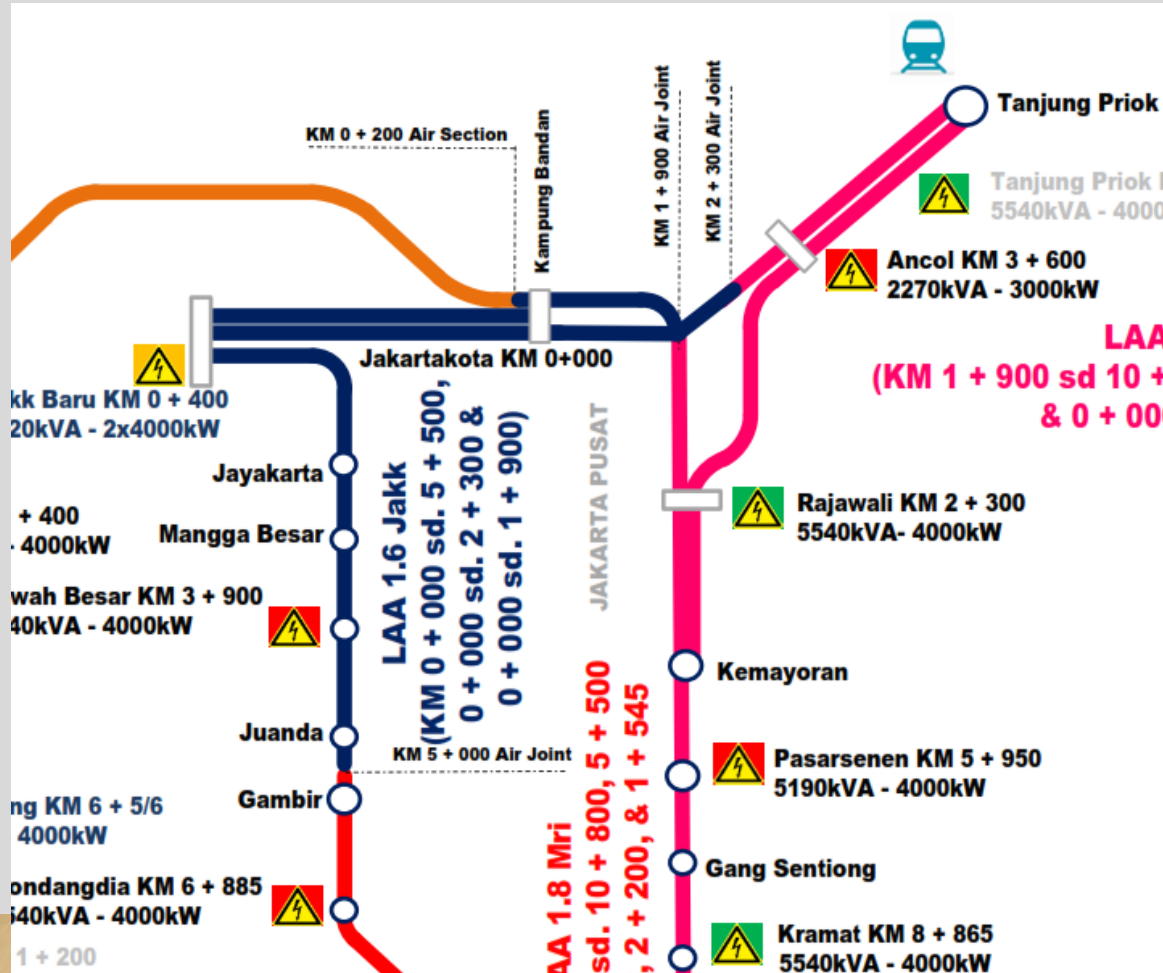 KM 0 + 200 Air Section
Kampung Bandan
KM 1 + 900 Air Joint
KM 2 + 300 Air Joint
Tanjung Priok
Tanjung Priok
5540kVA - 4000
Ancol KM 3 + 600
2270kVA - 3000kW
LAA
(KM 1 + 900 sd 10 +
& 0 + 00
Jakartakota KM 0+000
kk Baru KM 0 + 400
20kVA - 2x4000kW
Jayakarta
+ 400
- 4000kW
Mangga Besar
wah Besar KM 3 + 900
40kVA - 4000kW
LAA 1.6 Jakk
(KM 0 + 000 sd. 5 + 500,
0 + 000 sd. 2 + 300 &
0 + 000 sd. 1 + 900)
JAKARTA PUSAT
Rajawali KM 2 + 300
5540kVA- 4000kW
Kemayoran
Juanda
KM 5 + 000 Air Joint
Gambir
ng KM 6 + 5/6
4000kW
Pasarsenen KM 5 + 950
5190kVA - 4000kW
Gang Sentiong
ondangdia KM 6 + 885
540kVA - 4000kW
1 + 200
AA 1.8 Mri
sd. 10 + 800, 5 + 500
, 2 + 200, & 1 + 545
Kramat KM 8 + 865
5540kVA - 4000kW